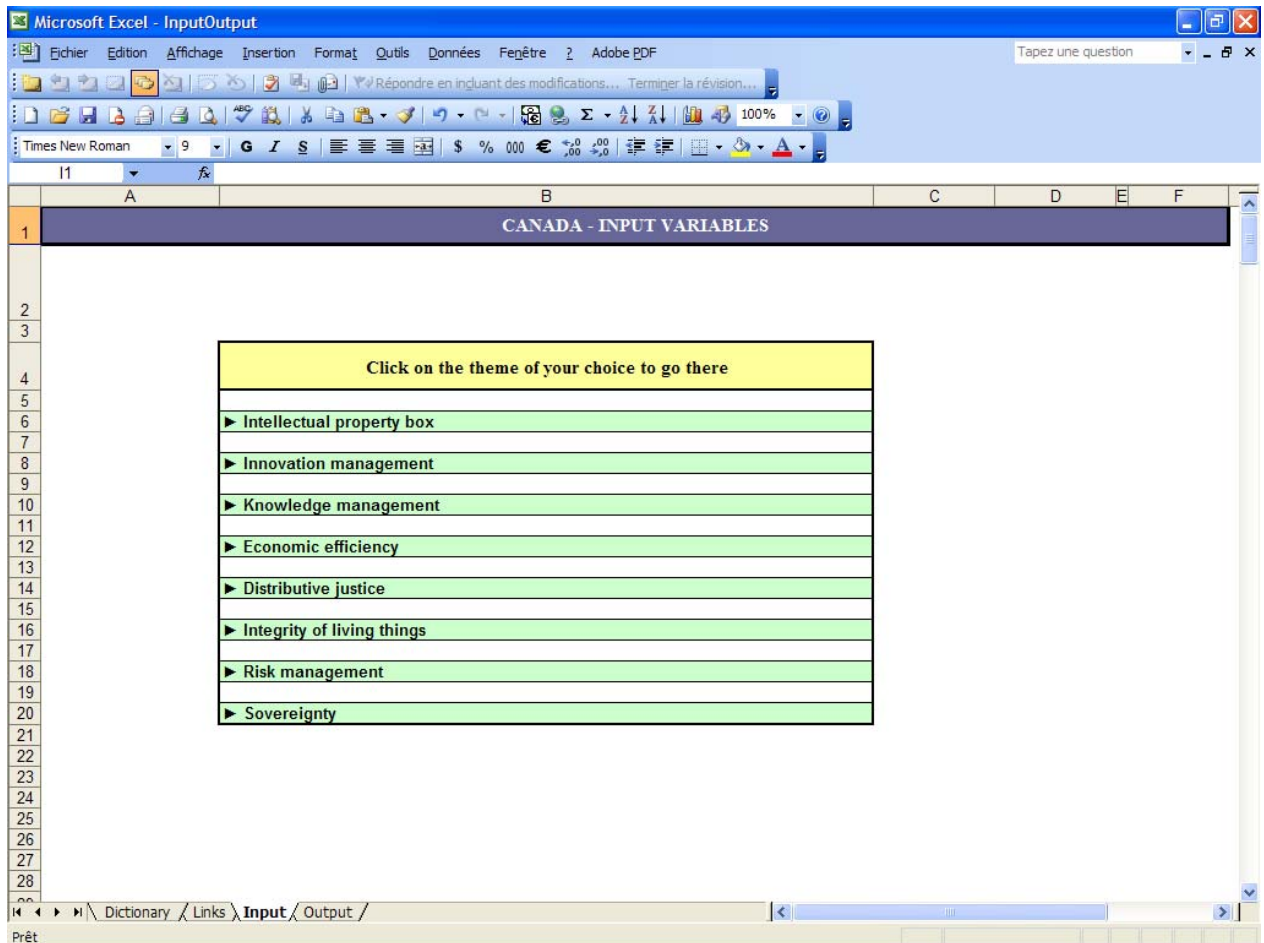 Microsoft Excel - InputOutput
Fichier Edition Affichage Insertion Format Outils Données Fenêtre ? Adobe PDF Tapez une question
Répondre en incluant des modifications... Terminer la révision...
100%
Times New Roman 9 G I S $ % 000 €
I1 fx
A B C D E F
1 CANADA - INPUT VARIABLES
2
3
4 Click on the theme of your choice to go there
5
6 ► Intellectual property box
7
8 ► Innovation management
9
10 ► Knowledge management
11
12 ► Economic efficiency
13
14 ► Distributive justice
15
16 ► Integrity of living things
17
18 ► Risk management
19
20 ► Sovereignty
21
22
23
24
25
26
27
28
Dictionary Links Input Output
Prêt